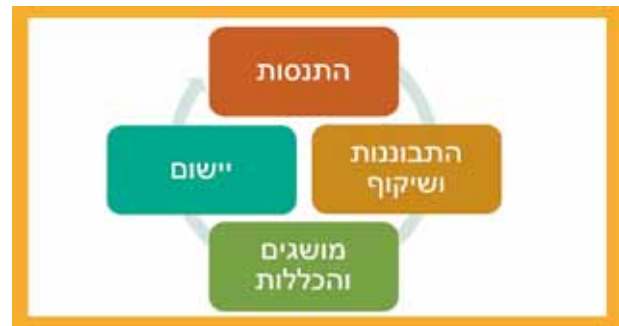 התנסות
התבוננות
ושיקוף
מושגים
והכללות
יישום